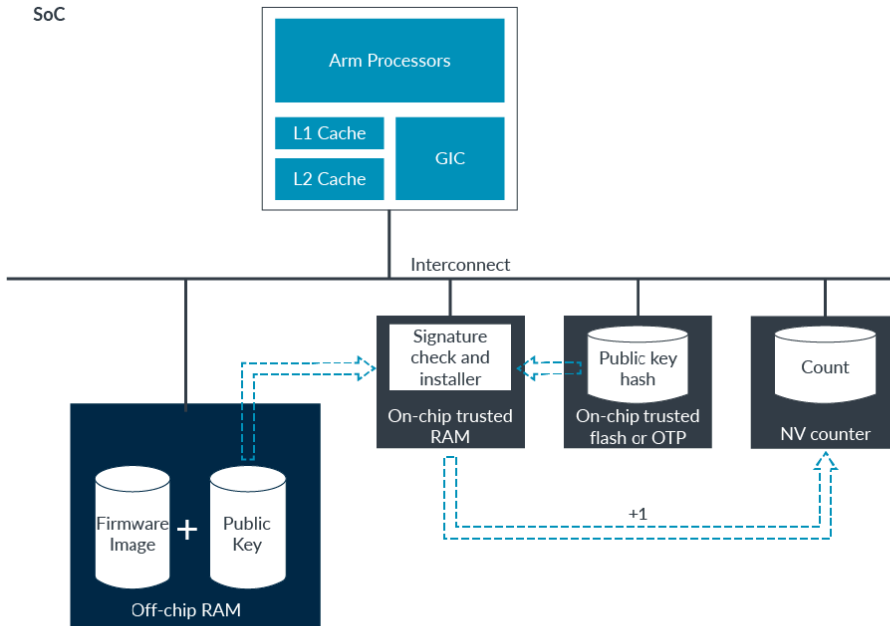 SoC
Arm Processors
L1 Cache
GIC
L2 Cache
Interconnect
Signature
check and
installer
On-chip trusted
RAM
Public key
hash
On-chip trusted
flash or OTP
Count
NV counter
Firmware
Image
+
Public
Key
Off-chip RAM
+1